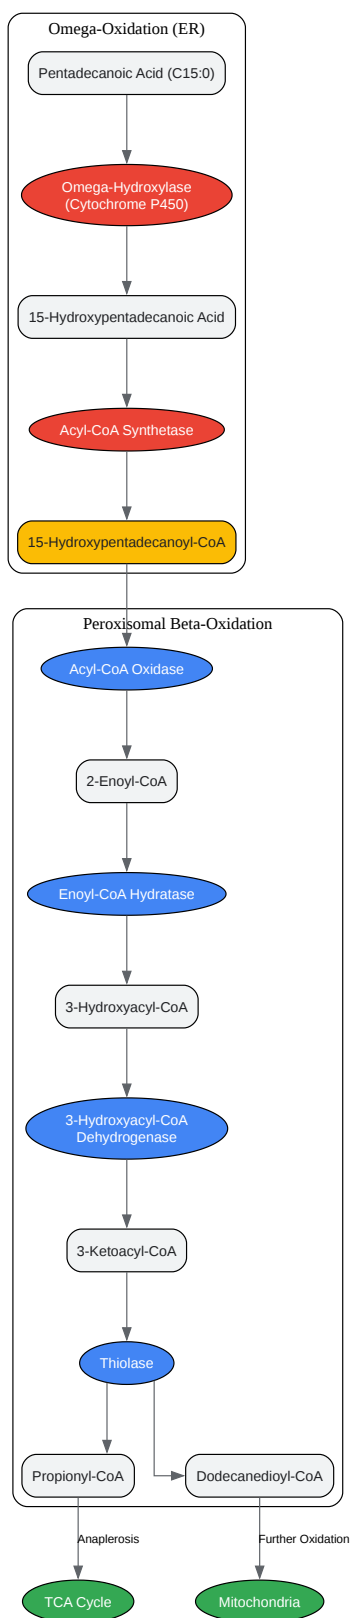 Omega-Oxidation (ER)
Pentadecanoic Acid (C15:0)
Omega-Hydroxylase
(Cytochrome P450)
15-Hydroxypentadecanoic Acid
Acyl-CoA Synthetase
15-Hydroxypentadecanoyl-CoA
Peroxisomal Beta-Oxidation
Acyl-CoA Oxidase
2-Enoyl-CoA
Enoyl-CoA Hydratase
3-Hydroxyacyl-CoA
3-Hydroxyacyl-CoA
Dehydrogenase
3-Ketoacyl-CoA
Thiolase
Propionyl-CoA
Dodecanedioyl-CoA
Anaplerosis
Further Oxidation
TCA Cycle
Mitochondria